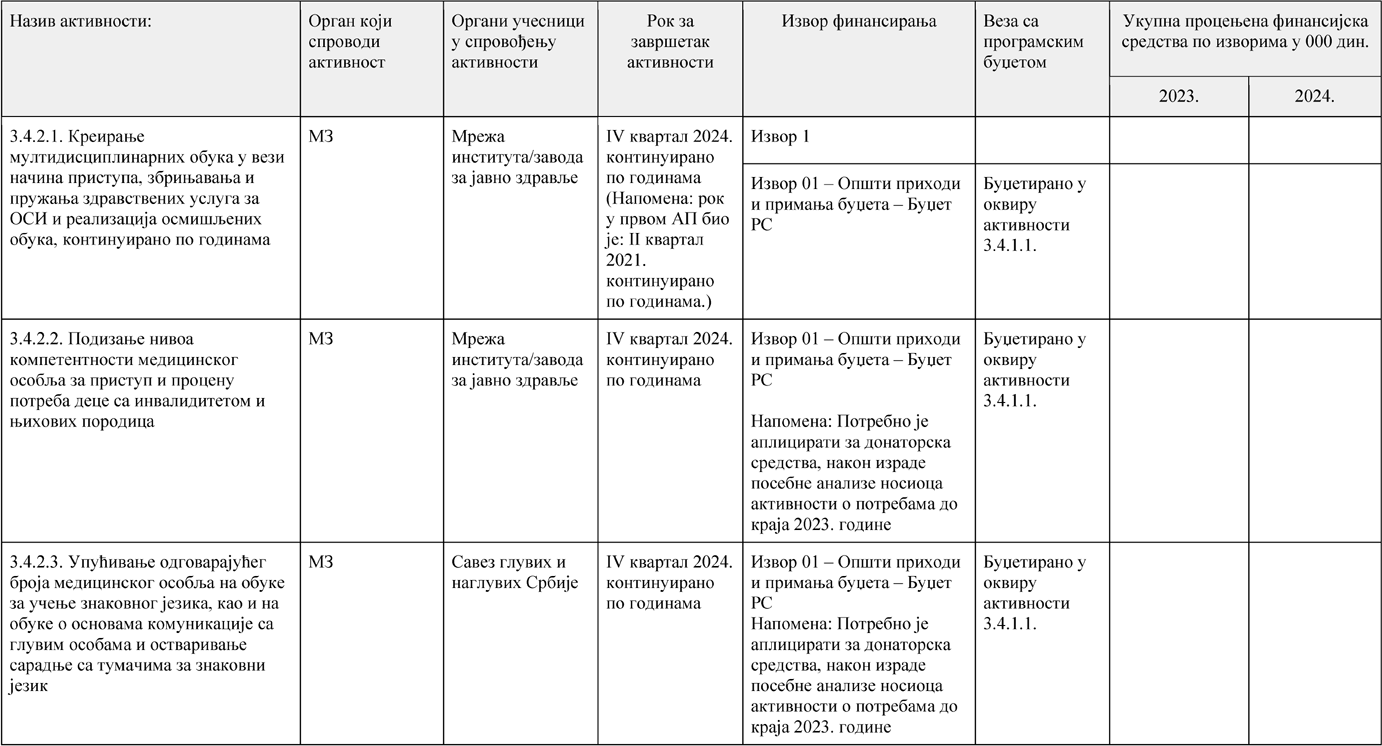 Назив активности:
Орган који
спроводи
активност
Органи учесници
у спровођењу
активности
Рок за
завршетак
активности
Извор финансирања
Веза са
програмским
буџетом
Укупна процењена финансијска
средства по изворима у 000 дин.
2023.
2024.
3.4.2.1. Креирање
мултидисциплинарних обука у вези
начина приступа, збрињавања и
пружања здравствених услуга за
ОСИ и реализација осмишљених
обука, континуирано по годинама
МЗ
Мрежа
института/завода
за јавно здравље
IV квартал 2024.
континуирано
по годинама
(Напомена: рок
у првом АП био
је: II квартал
2021.
континуирано
по годинама.)
Извор 1
Извор 01 – Општи приходи
и примања буџета – Буџет
РС
Буџетирано у
оквиру
активности
3.4.1.1.
3.4.2.2. Подизање нивоа
компетентности медицинског
особља за приступ и процену
потреба деце са инвалидитетом и
њихових породица
МЗ
Мрежа
института/завода
за јавно здравље
IV квартал 2024.
континуирано
по годинама
Извор 01 – Општи приходи
и примања буџета – Буџет
РС
Напомена: Потребно је
аплицирати за донаторска
средства, након израде
посебне анализе носиоца
активности о потребама до
краја 2023. године
Буџетирано у
оквиру
активности
3.4.1.1.
3.4.2.3. Упућивање одговарајућег
броја медицинског особља на обуке
за учење знаковног језика, као и на
обуке о основама комуникације са
глувим особама и остваривање
сарадње са тумачима за знаковни
језик
МЗ
Савез глувих и
наглувих Србије
IV квартал 2024.
континуирано
по годинама
Извор 01 – Општи приходи
и примања буџета – Буџет
РС
Напомена: Потребно је
аплицирати за донаторска
средства, након израде
посебне анализе носиоца
активности о потребама до
краја 2023. године
Буџетирано у
оквиру
активности
3.4.1.1.